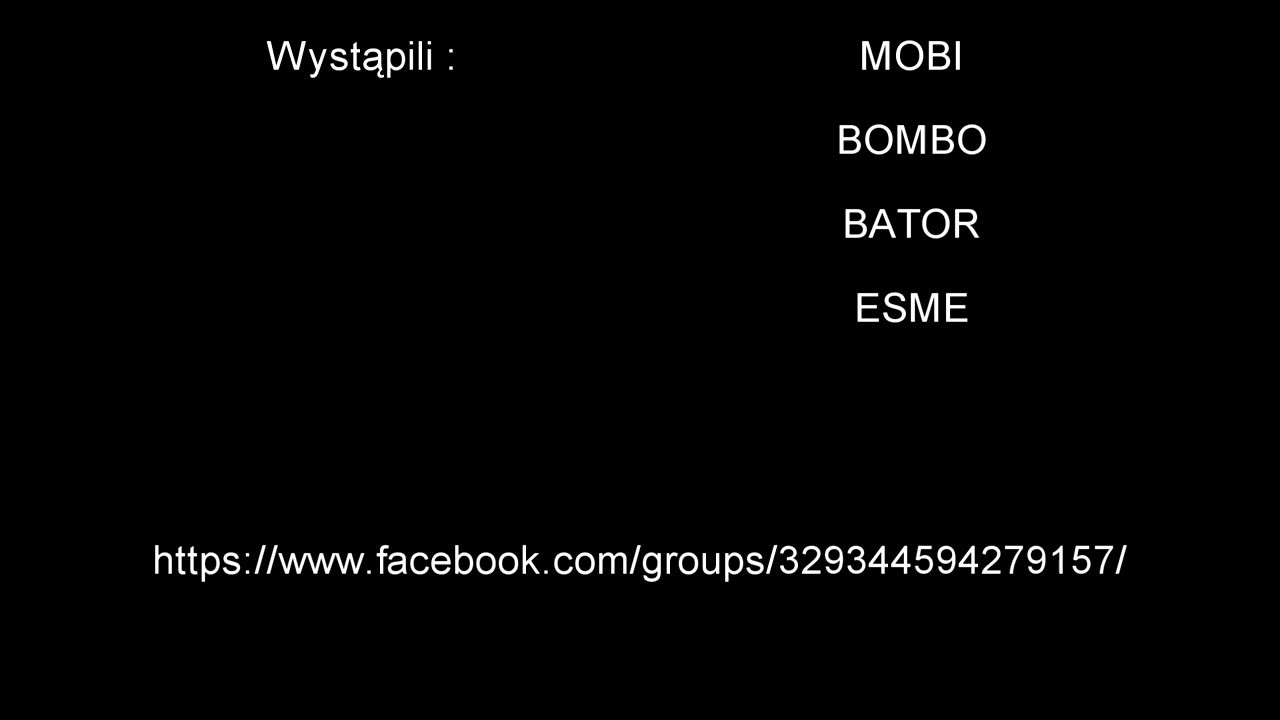 Wystąpili : MOBI
BOMBO
BATOR
ESME
https://www.facebook.com/groups/329344594279157/